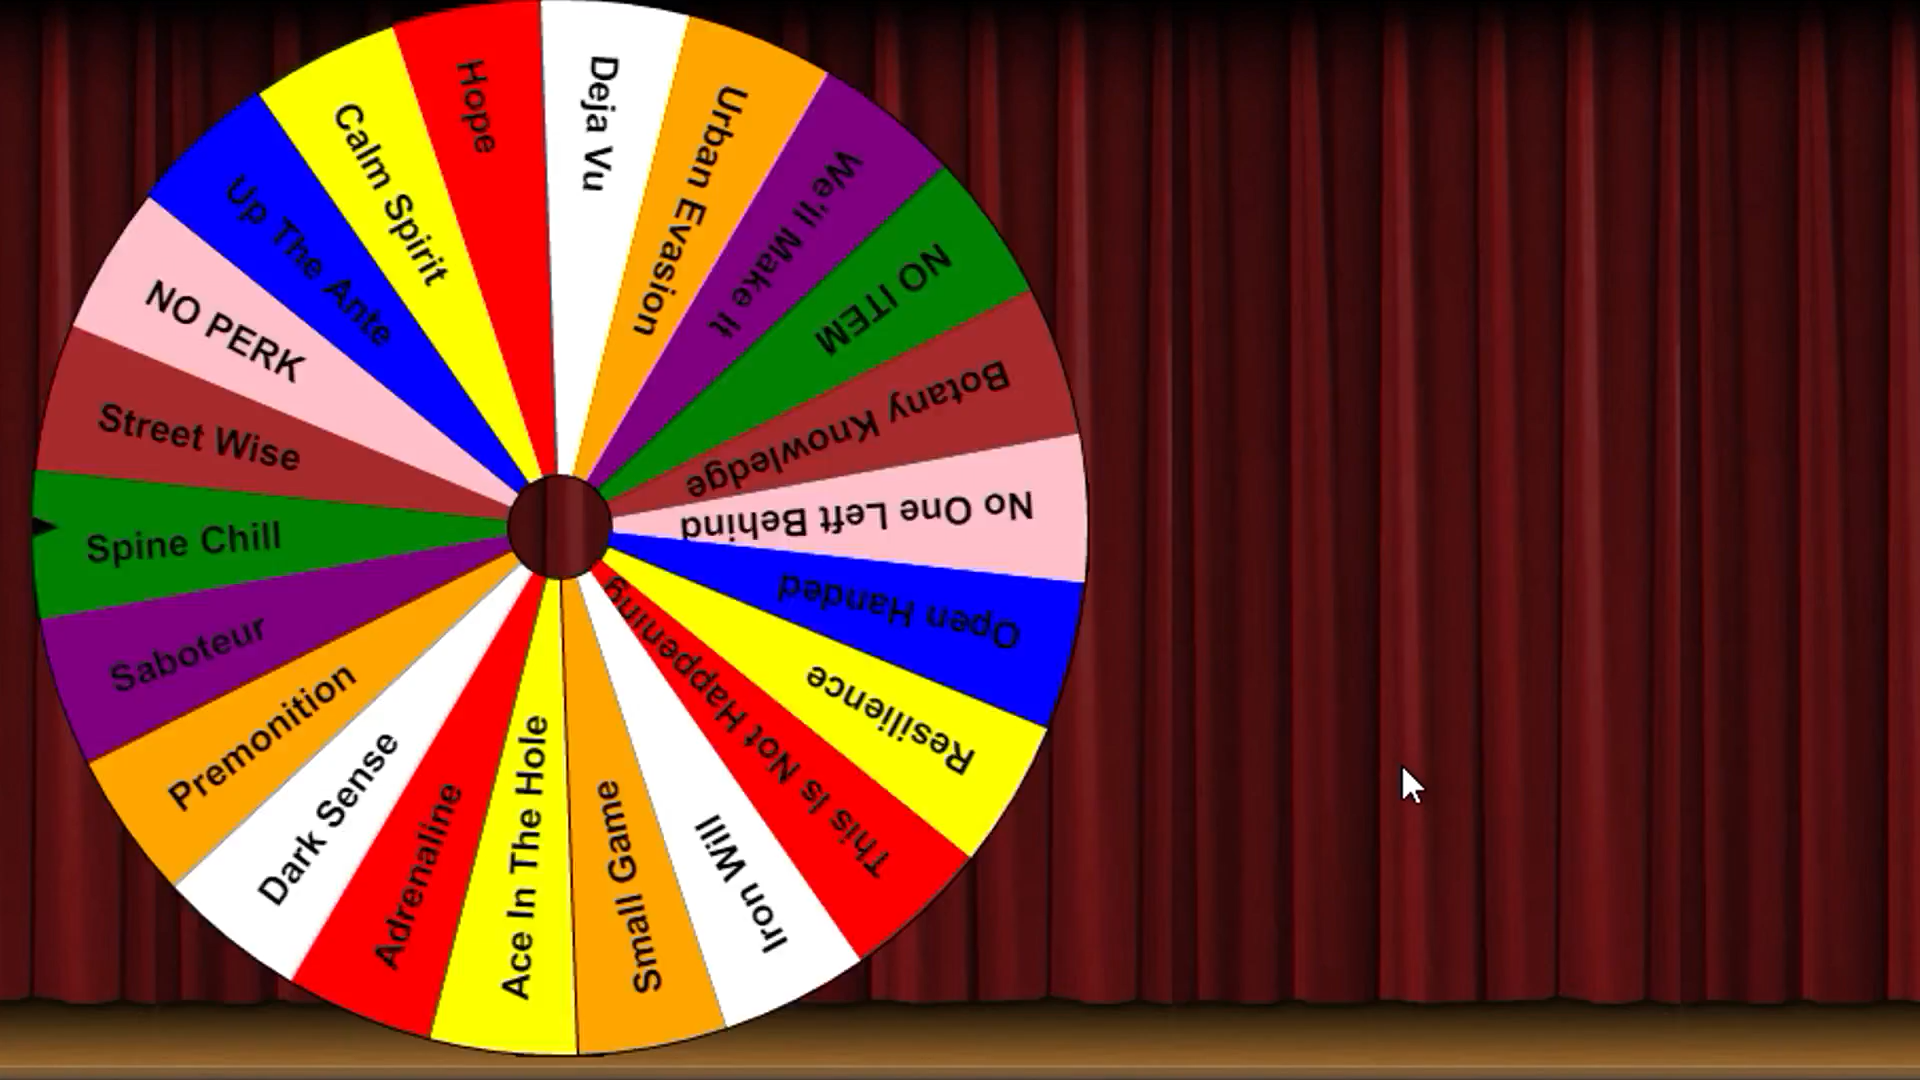 Deja Vu
Urban Evasion
We'll Make It
NO ITEM
Botany Knowledge
No One Left Behind
Open Handed
Resilience
This Is Not Happening
Iron Will
Small Game
Ace In The Hole
Adrenaline
Dark Sense
Premonition
Saboteur
Spine Chill
Street Wise
NO PERK
Up The Ante
Calm Spirit
Hope